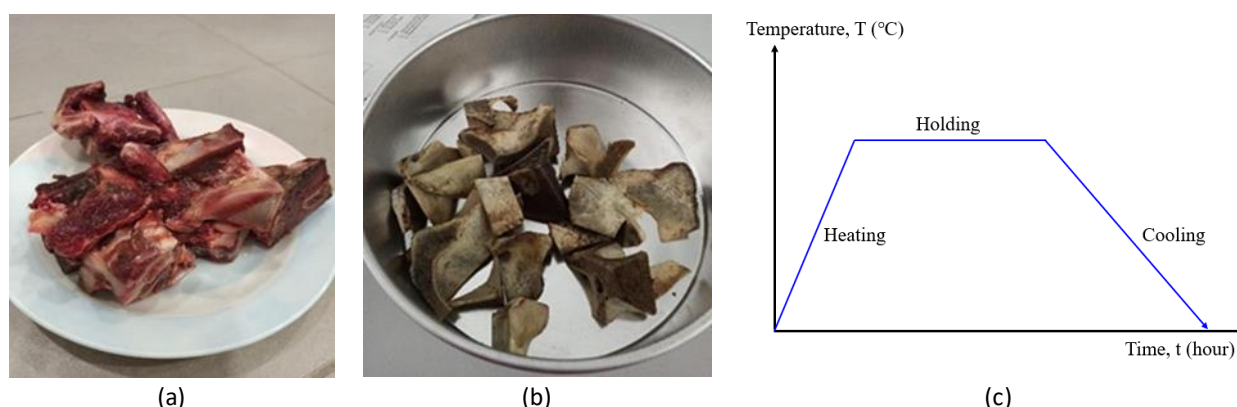 Temperature, T (°C)
Holding
Heating
Cooling
Time, t (hour)
(a)
(b)
(c)